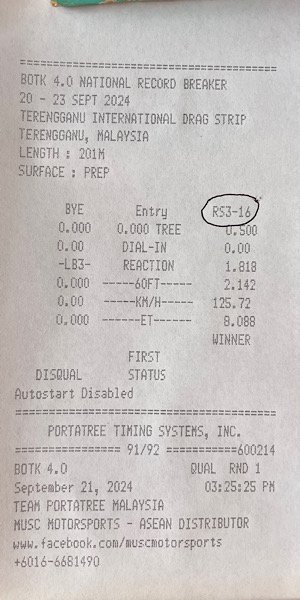 ========================================
BOTK 4.0 NATIONAL RECORD BREAKER
20 - 23 SEPT 2024
TERENGGANU INTERNATIONAL DRAG STRIP
TERENGGANU, MALAYSIA
LENGTH : 201M
SURFACE : PREP
BYE Entry RS3-16
0.000 0.000 TREE 0.500
0.00 DIAL-IN 0.00
-LB3- REACTION 1.818
0.000 -----60FT----- 2.142
0.00 -----KM/H----- 125.72
0.000 ------ET------ 8.088
WINNER
FIRST
DISQUAL STATUS
Autostart Disabled
========================================
PORTATREE TIMING SYSTEMS, INC.
================ 91/92 ===========600214
BOTK 4.0 QUAL RND 1
September 21, 2024 03:25:25 PM
TEAM PORTATREE MALAYSIA
MUSC MOTORSPORTS - ASEAN DISTRIBUTOR
www.facebook.com/muscmotorsports
+6016-6681490